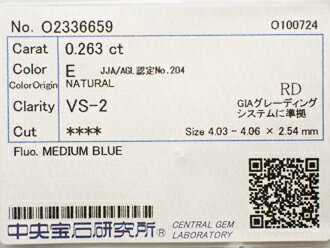 No. O2336659 O100724
Carat 0.263 ct
Color E JJA/AGL認定No.204
ColorOrigin NATURAL RD
Clarity VS-2 GIAグレーディング
システムに準拠
Cut ****
Size 4.03 - 4.06 × 2.54 mm
Fluo. MEDIUM BLUE
中央宝石研究所® CENTRAL GEM
LABORATORY